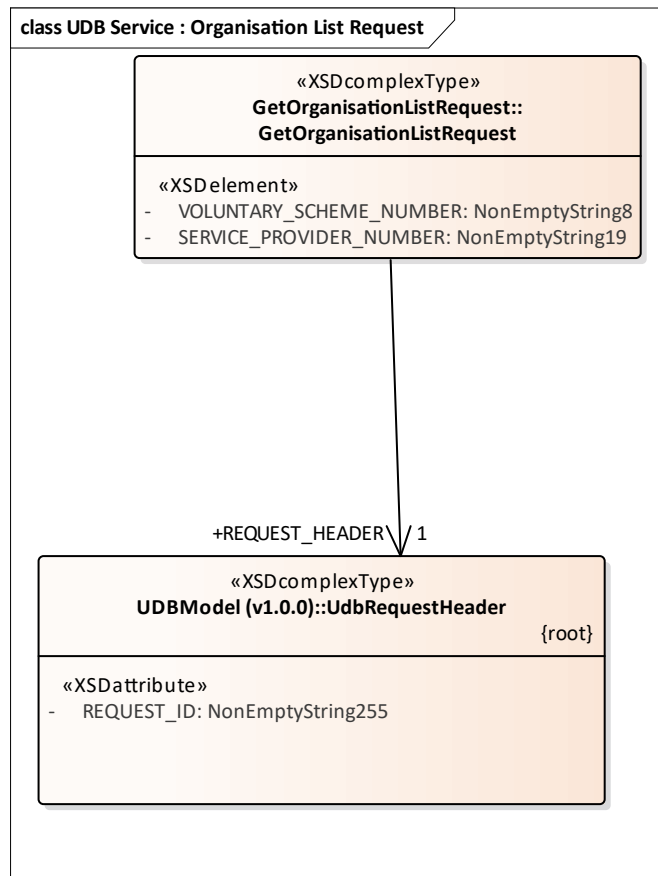 class UDB Service : Organisation List Request
«XSDcomplexType»
GetOrganisationListRequest::
GetOrganisationListRequest
«XSDelement»
- VOLUNTARY_SCHEME_NUMBER: NonEmptyString8
- SERVICE_PROVIDER_NUMBER: NonEmptyString19
+REQUEST_HEADER 1
«XSDcomplexType»
UDBModel (v1.0.0)::UdbRequestHeader
{root}
«XSDattribute»
- REQUEST_ID: NonEmptyString255